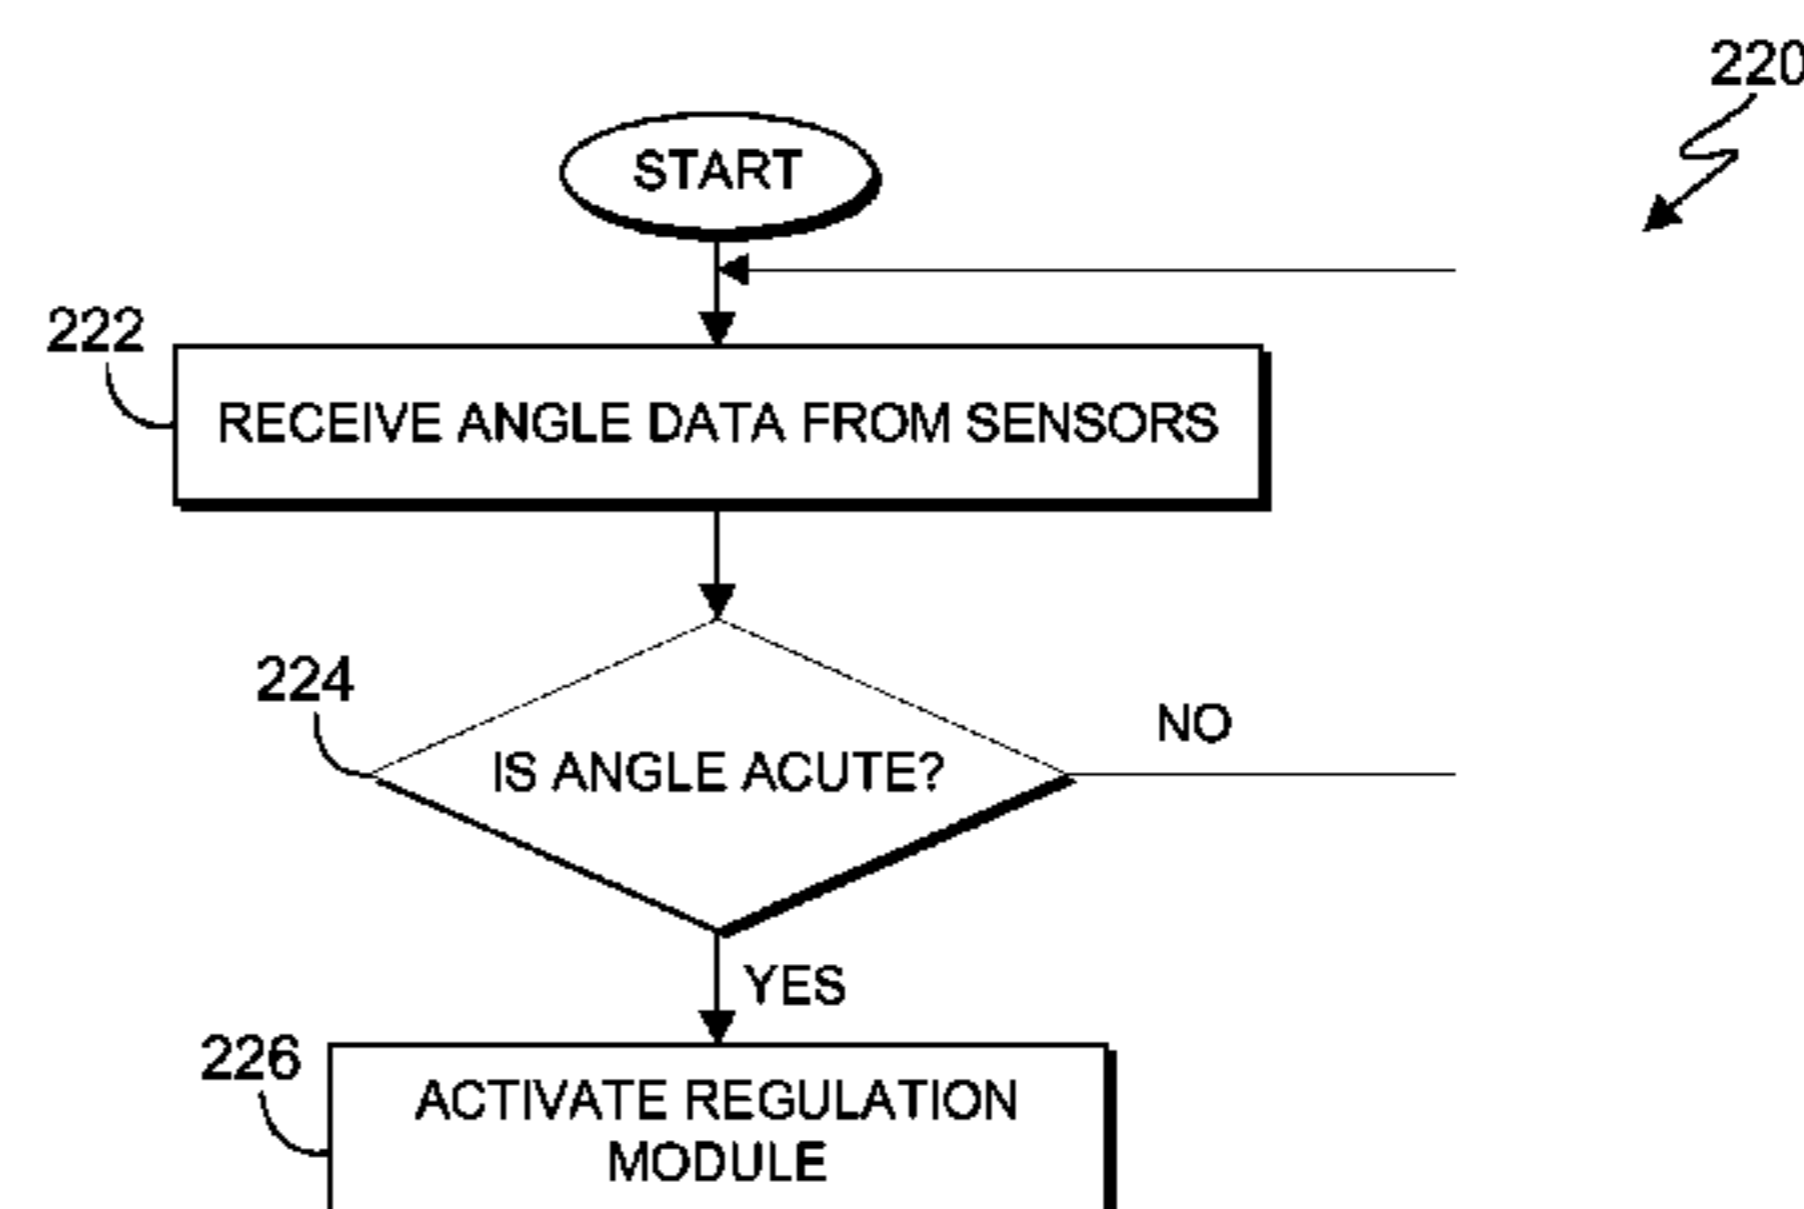 220
START
222
RECEIVE ANGLE DATA FROM SENSORS
224
IS ANGLE ACUTE?
NO
YES
226
ACTIVATE REGULATION
MODULE